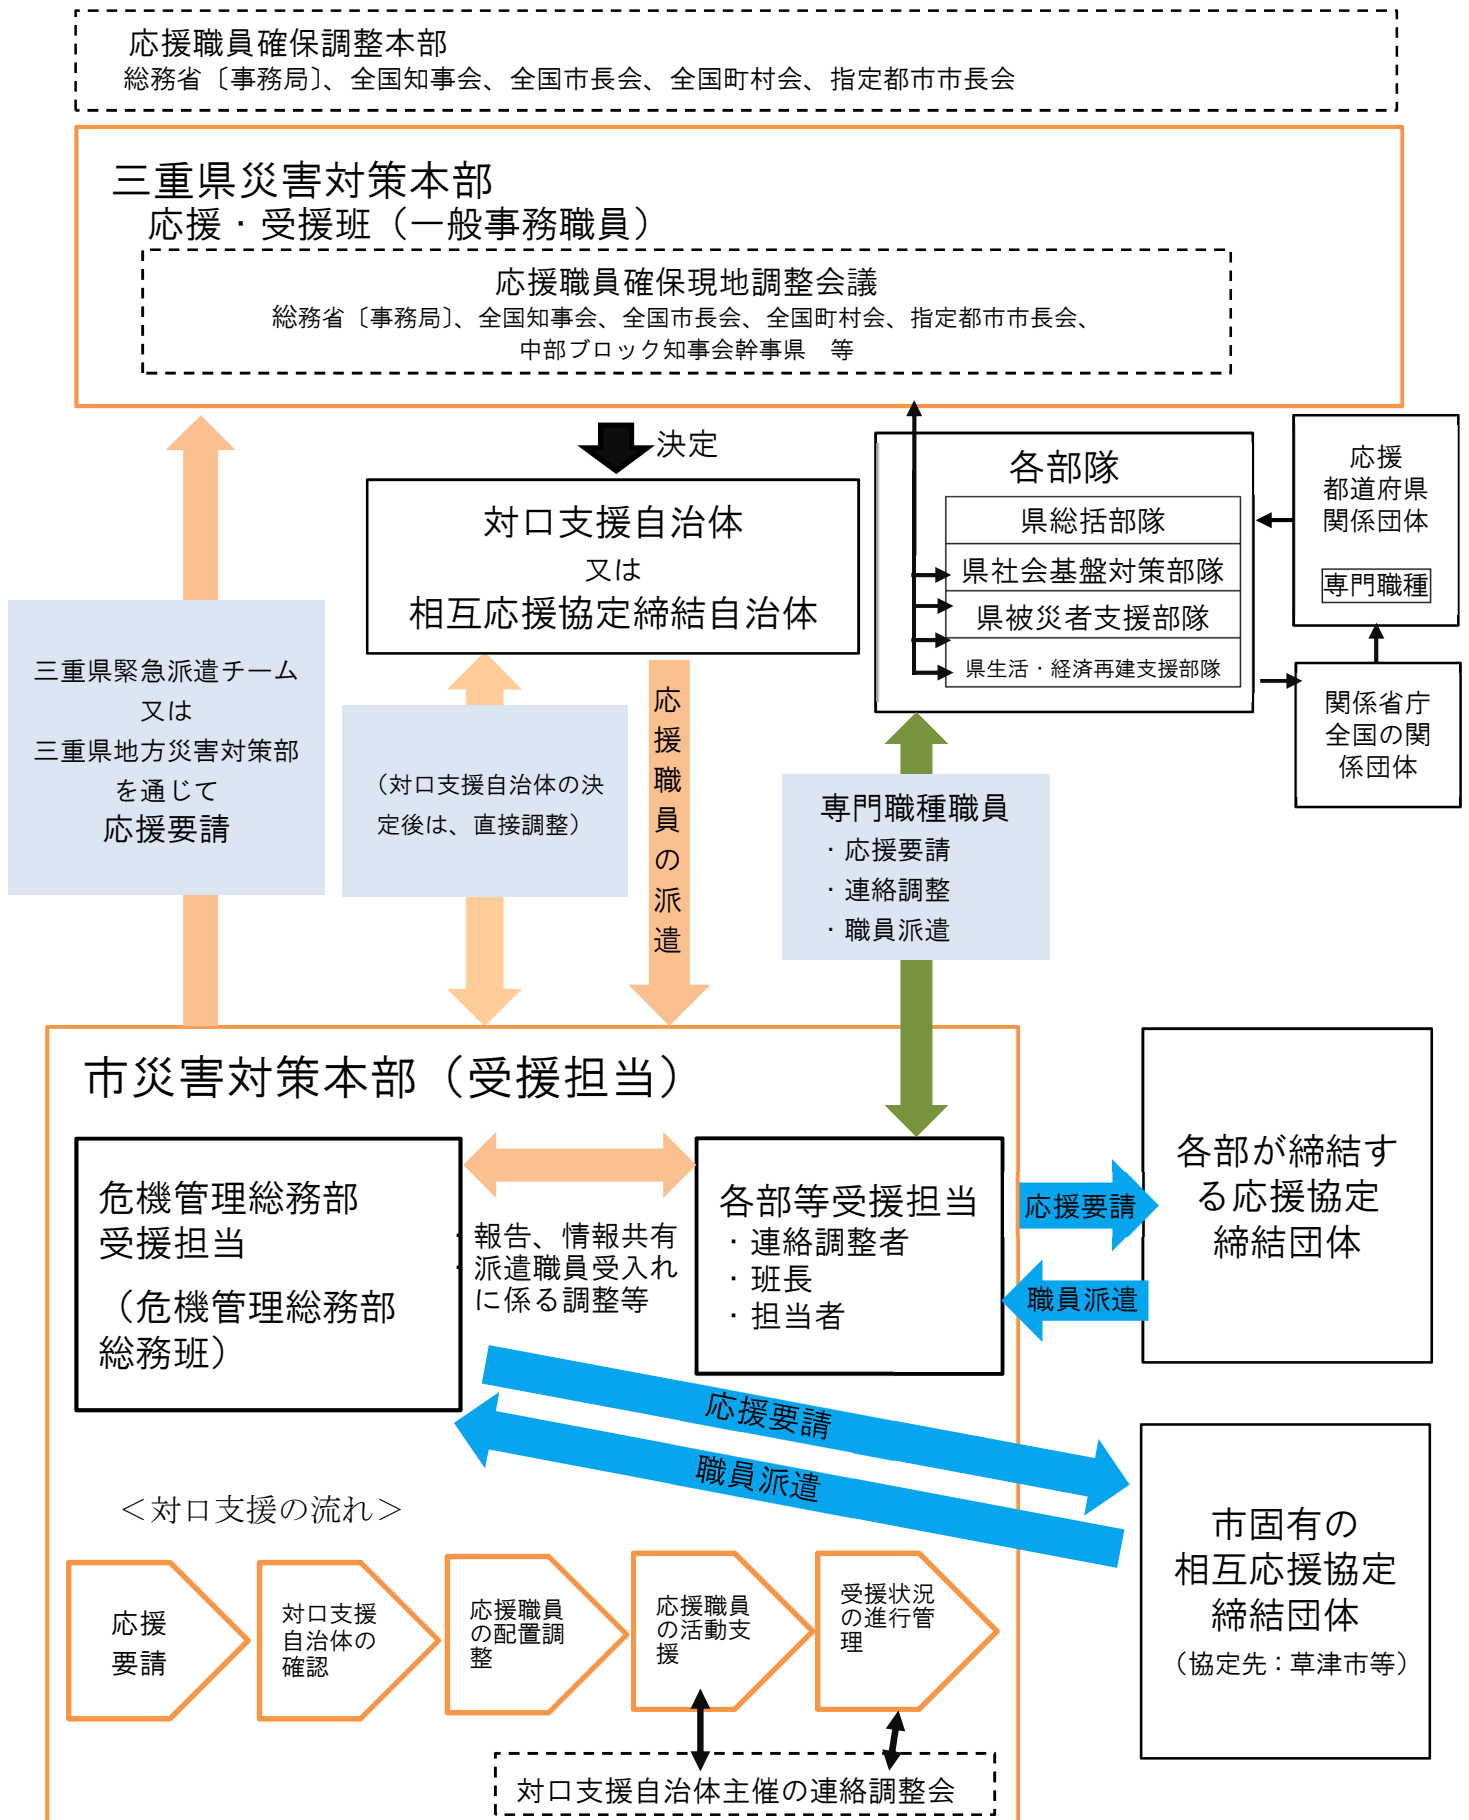 応援職員確保調整本部
総務省〔事務局〕、全国知事会、全国市長会、全国町村会、指定都市市長会
三重県災害対策本部
応援・受援班（一般事務職員）
応援職員確保現地調整会議
総務省〔事務局〕、全国知事会、全国市長会、全国町村会、指定都市市長会、
中部ブロック知事会幹事県　等
決定
対口支援自治体
又は
相互応援協定締結自治体
各部隊
県総括部隊
県社会基盤対策部隊
県被災者支援部隊
県生活・経済再建支援部隊
応援
都道府県
関係団体
専門職種
関係省庁
全国の関
係団体
三重県緊急派遣チーム
又は
三重県地方災害対策部
を通じて
応援要請
（対口支援自治体の決
定後は、直接調整）
応援職員の派遣
専門職種職員
・応援要請
・連絡調整
・職員派遣
市災害対策本部（受援担当）
危機管理総務部
受援担当
（危機管理総務部
総務班）
・報告、情報共有
・派遣職員受入れ
に係る調整等
各部等受援担当
・連絡調整者
・班長
・担当者
応援要請
職員派遣
各部が締結す
る応援協定
締結団体
応援要請
職員派遣
市固有の
相互応援協定
締結団体
（協定先：草津市等）
＜対口支援の流れ＞
応援
要請
対口支援
自治体の
確認
応援職員
の配置調
整
応援職員
の活動支
援
受援状況
の進行管
理
対口支援自治体主催の連絡調整会